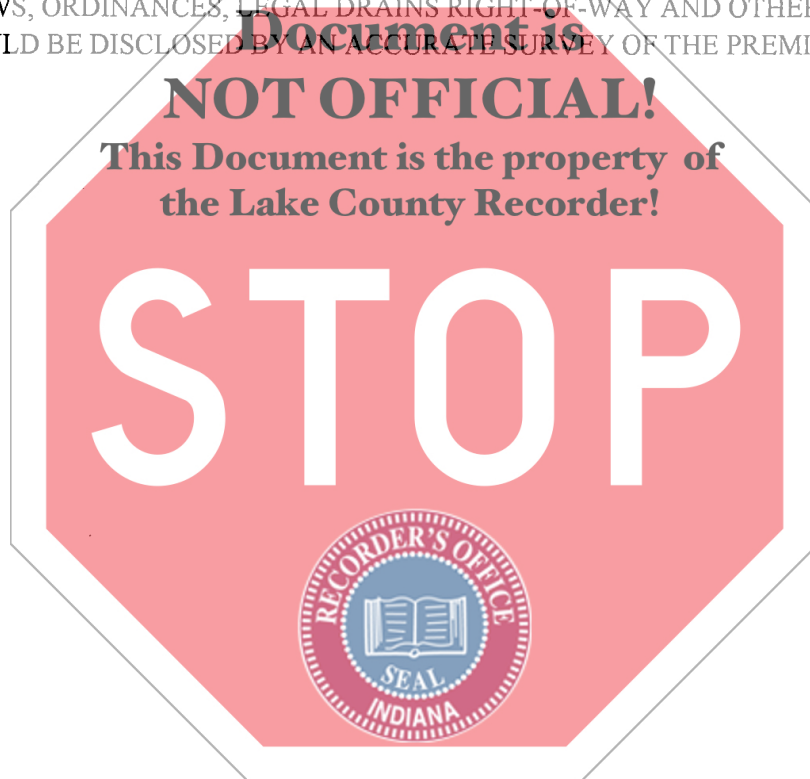 VS, ORDINANCES, LEGAL DRAINS RIGHT-OF-WAY AND OTHER
LD BE DISCLOSED BY AN ACCURATE SURVEY OF THE PREMI
Document is
NOT OFFICIAL!
This Document is the property of
the Lake County Recorder!
STOP
RECORDER'S OFFICE
SEAL
INDIANA